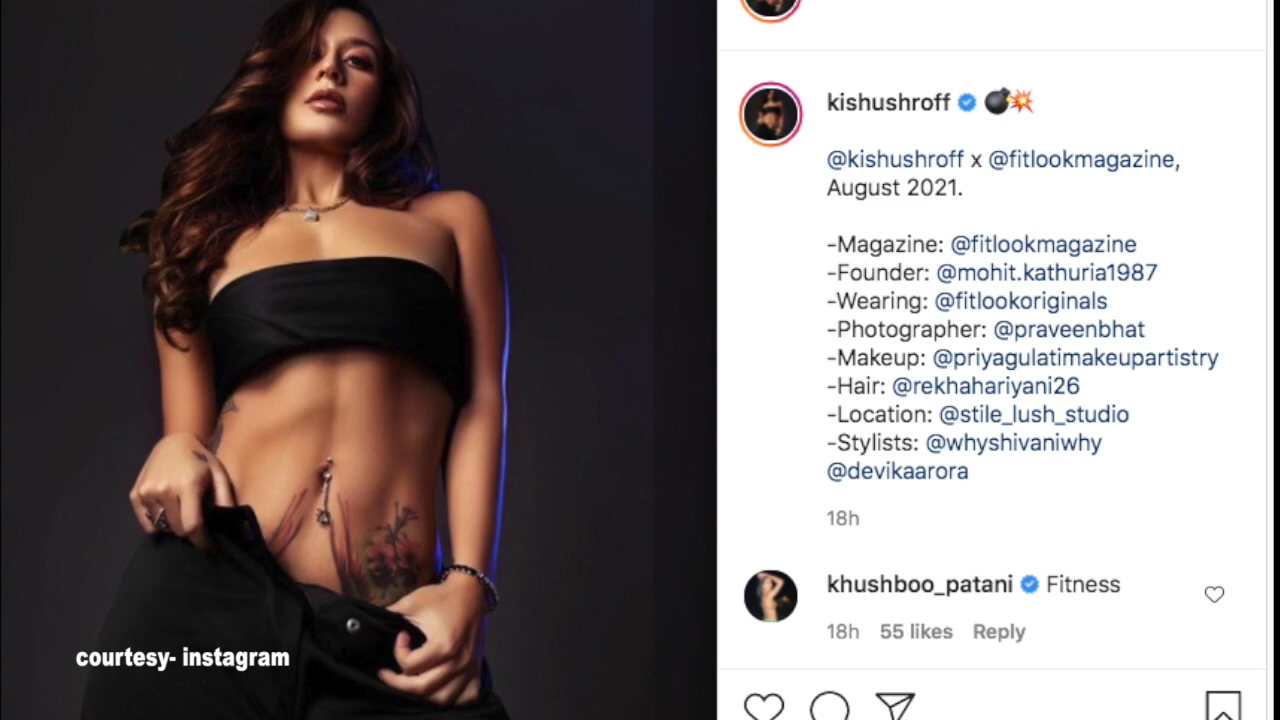 kishushroff
@kishushroff x @fitlookmagazine,
August 2021.
-Magazine: @fitlookmagazine
-Founder: @mohit.kathuria1987
-Wearing: @fitlookoriginals
-Photographer: @praveenbhat
-Makeup: @priyagulatimakeupartistry
-Hair: @rekhahariyani26
-Location: @stile_lush_studio
-Stylists: @whyshivaniwhy
@devikaarora
18h
khushboo_patani Fitness
18h 55 likes Reply
courtesy- instagram